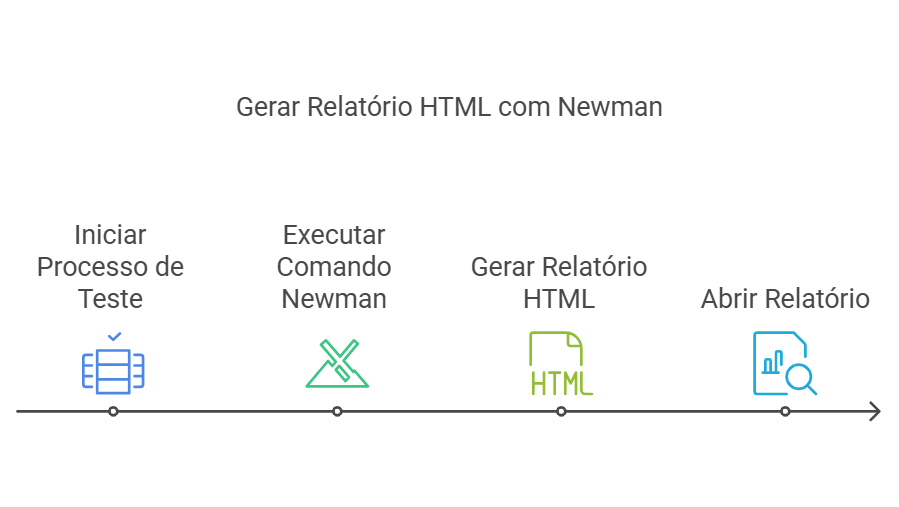 Gerar Relatório HTML com Newman
Iniciar
Processo de
Teste
Executar
Comando
Newman
Gerar Relatório
HTML
Abrir Relatório
HTML